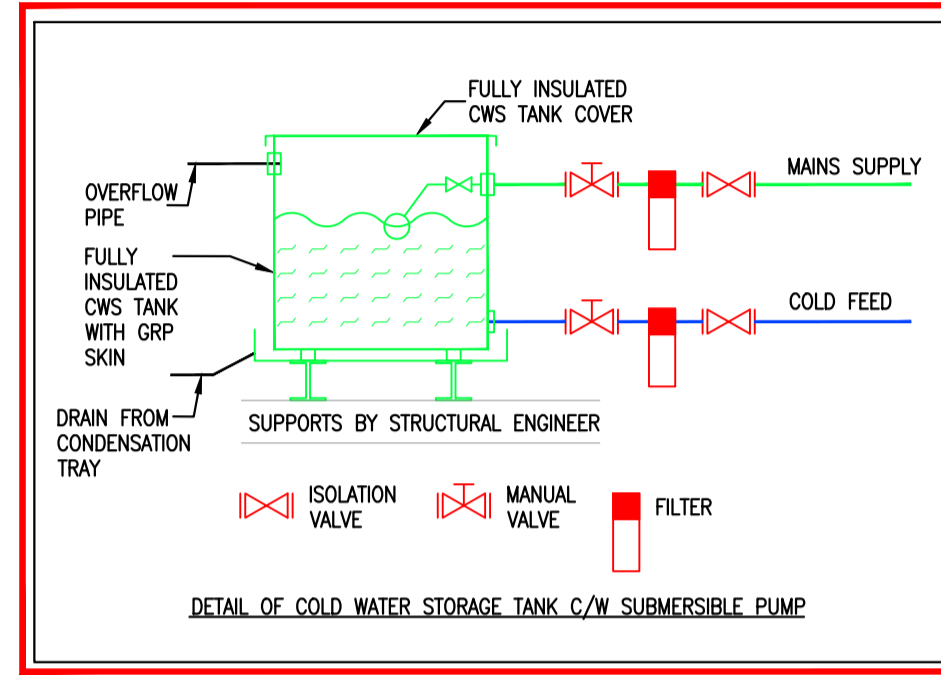 FULLY INSULATED
CWS TANK COVER
MAINS SUPPLY
OVERFLOW
PIPE
FULLY
INSULATED
CWS TANK
WITH GRP
SKIN
COLD FEED
DRAIN FROM
CONDENSATION
TRAY
SUPPORTS BY STRUCTURAL ENGINEER
ISOLATION
VALVE
MANUAL
VALVE
FILTER
DETAIL OF COLD WATER STORAGE TANK C/W SUBMERSIBLE PUMP